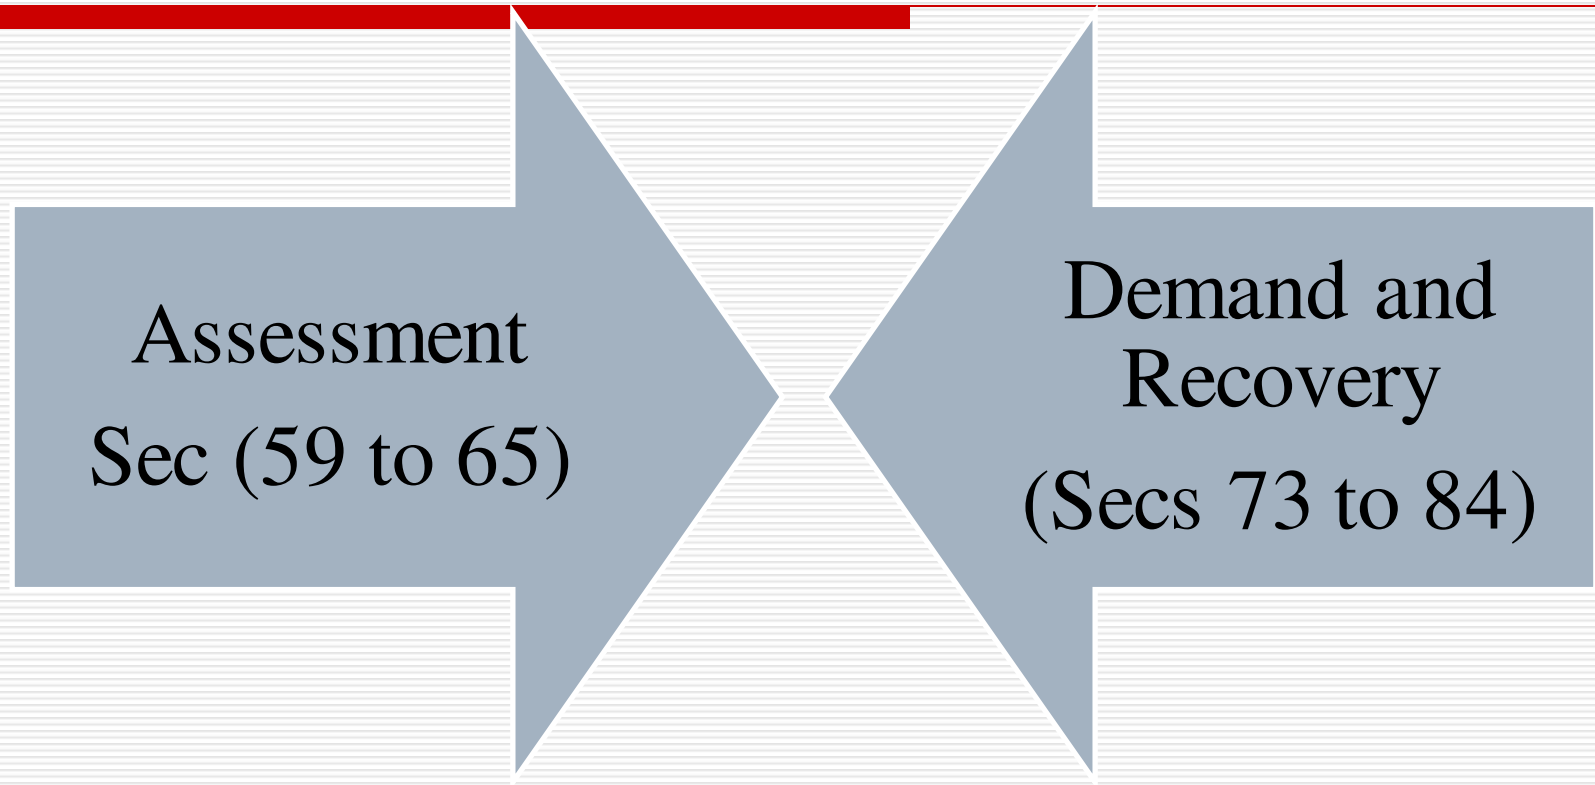 Assessment
Sec (59 to 65)
Demand and
Recovery
(Secs 73 to 84)